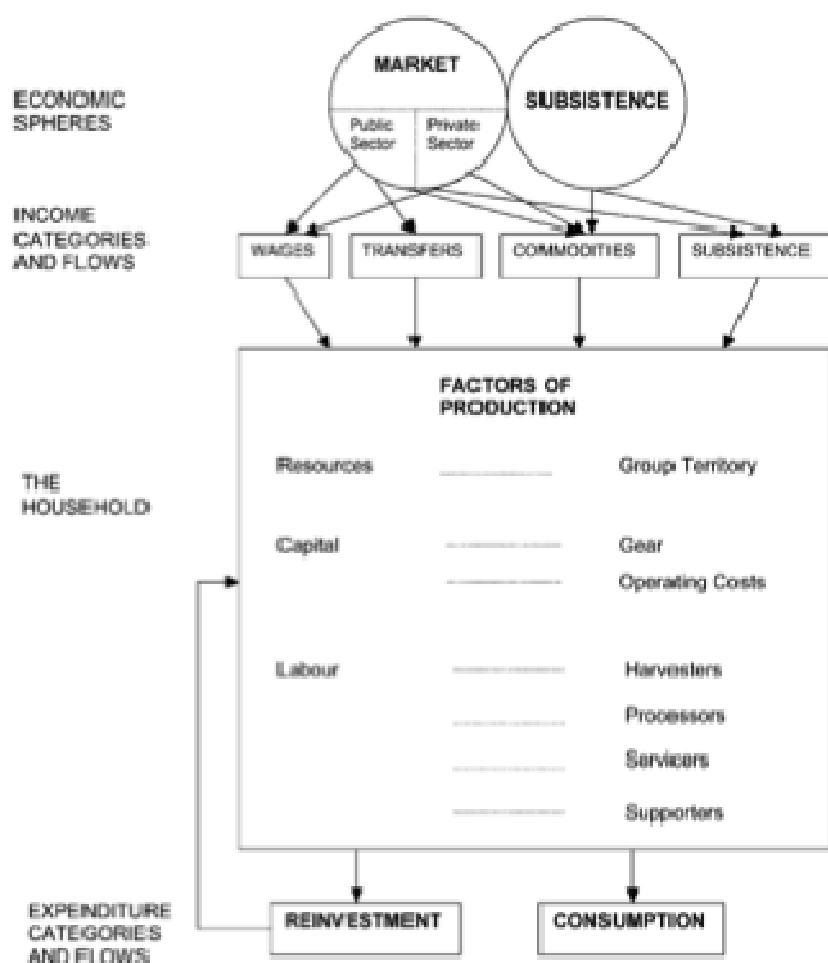 MARKET
SUBSISTENCE
ECONOMIC
SPHERES
Public
Sector
Private
Sector
INCOME
CATEGORIES
AND FLOWS
WAGES
TRANSFERS
COMMODITIES
SUBSISTENCE
FACTORS OF
PRODUCTION
Resources
Group Territory
THE
HOUSEHOLD
Capital
Gear
Operating Costs
Labour
Harvesters
Processors
Servicers
Supporters
EXPENDITURE
CATEGORIES
AND FLOWS
REINVESTMENT
CONSUMPTION